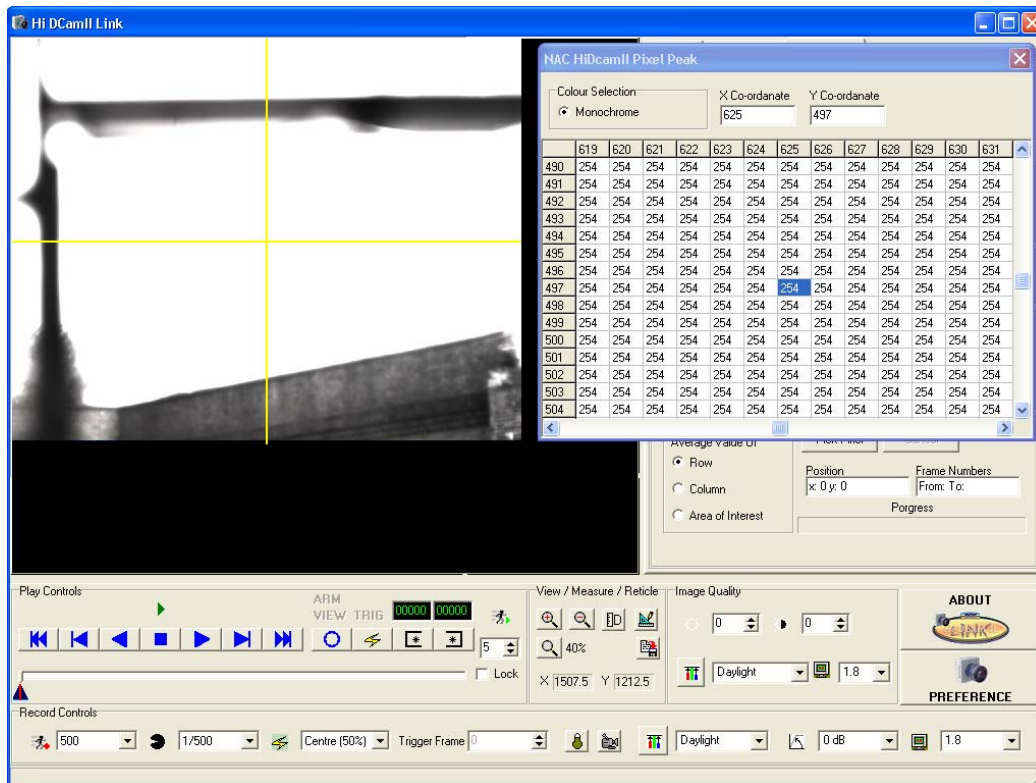 Hi DCamII Link
NAC HiDcamII Pixel Peak
Colour Selection
Monochrome
X Co-ordanate
Y Co-ordanate
625
497
619 620 621 622 623 624 625 626 627 628 629 630 631
490 254 254 254 254 254 254 254 254 254 254 254 254 254
491 254 254 254 254 254 254 254 254 254 254 254 254 254
492 254 254 254 254 254 254 254 254 254 254 254 254 254
493 254 254 254 254 254 254 254 254 254 254 254 254 254
494 254 254 254 254 254 254 254 254 254 254 254 254 254
495 254 254 254 254 254 254 254 254 254 254 254 254 254
496 254 254 254 254 254 254 254 254 254 254 254 254 254
497 254 254 254 254 254 254 254 254 254 254 254 254 254
498 254 254 254 254 254 254 254 254 254 254 254 254 254
499 254 254 254 254 254 254 254 254 254 254 254 254 254
500 254 254 254 254 254 254 254 254 254 254 254 254 254
501 254 254 254 254 254 254 254 254 254 254 254 254 254
502 254 254 254 254 254 254 254 254 254 254 254 254 254
503 254 254 254 254 254 254 254 254 254 254 254 254 254
504 254 254 254 254 254 254 254 254 254 254 254 254 254
Average Value Of
Row
Column
Area of Interest
Position
Frame Numbers
x: 0 y: 0
From: To:
Porgress
Play Controls
ARM
VIEW TRIG
00000 00000
5
Lock
View / Measure / Reticle
40%
X 1507.5 Y 1212.5
Image Quality
0
0
Daylight
1.8
ABOUT
LINK
PREFERENCE
Record Controls
500
1/500
Centre (50%)
Trigger Frame
0
Daylight
0 dB
1.8